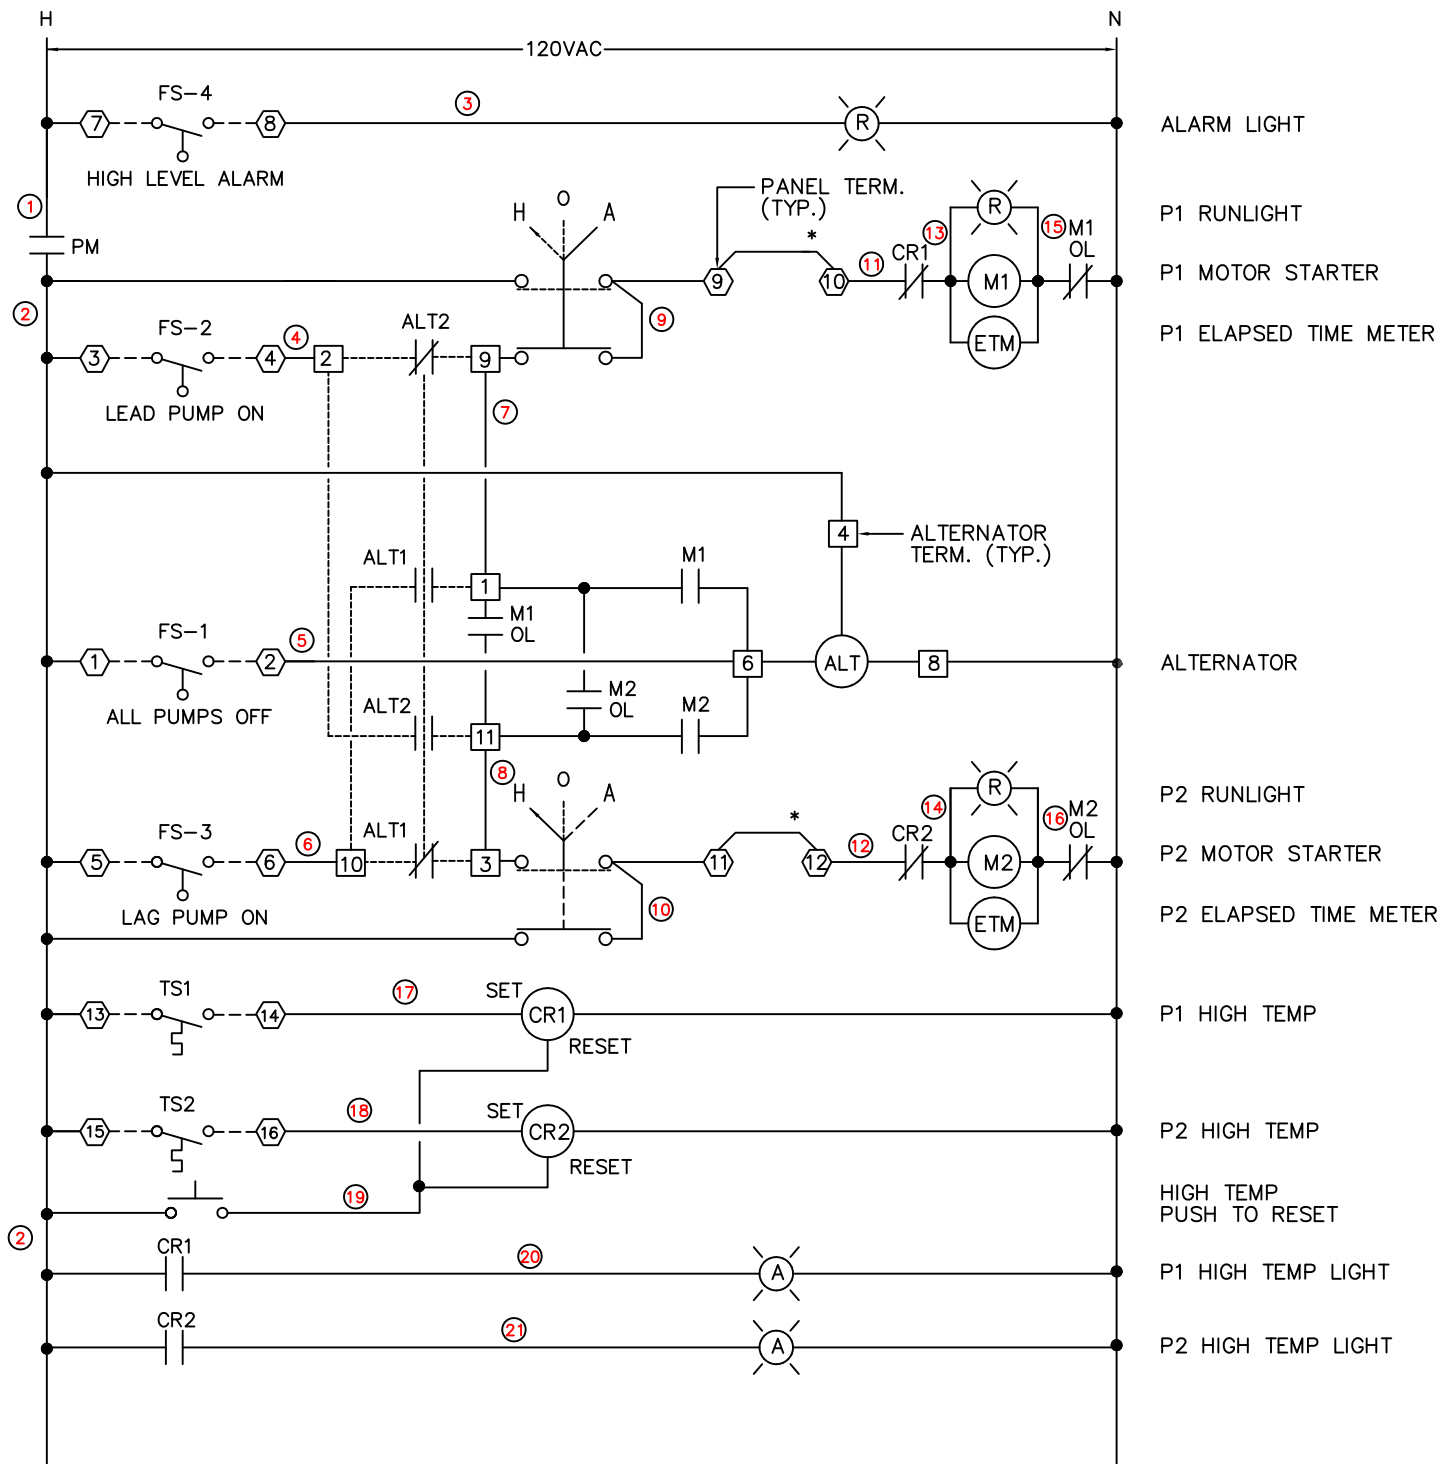 H
N
120VAC
FS-4
3
7
8
R
ALARM LIGHT
HIGH LEVEL ALARM
1
PM
H
O
A
PANEL TERM.
(TYP.)
*
9
10
11
CR1
13
R
15
M1
OL
P1 RUNLIGHT
M1
P1 MOTOR STARTER
ETM
P1 ELAPSED TIME METER
2
FS-2
4
ALT2
9
3
4
2
9
LEAD PUMP ON
7
4
ALTERNATOR
TERM. (TYP.)
ALT1
1
M1
M1
OL
FS-1
5
1
2
6
ALT
8
ALTERNATOR
ALL PUMPS OFF
ALT2
M2
OL
M2
11
8
H
O
A
*
R
P2 RUNLIGHT
FS-3
6
ALT1
12
CR2
14
16
M2
OL
5
6
10
3
11
12
M2
P2 MOTOR STARTER
LAG PUMP ON
10
ETM
P2 ELAPSED TIME METER
TS1
17
SET
13
14
CR1
P1 HIGH TEMP
RESET
TS2
18
SET
15
16
CR2
P2 HIGH TEMP
RESET
19
HIGH TEMP
PUSH TO RESET
2
CR1
20
A
P1 HIGH TEMP LIGHT
CR2
21
A
P2 HIGH TEMP LIGHT